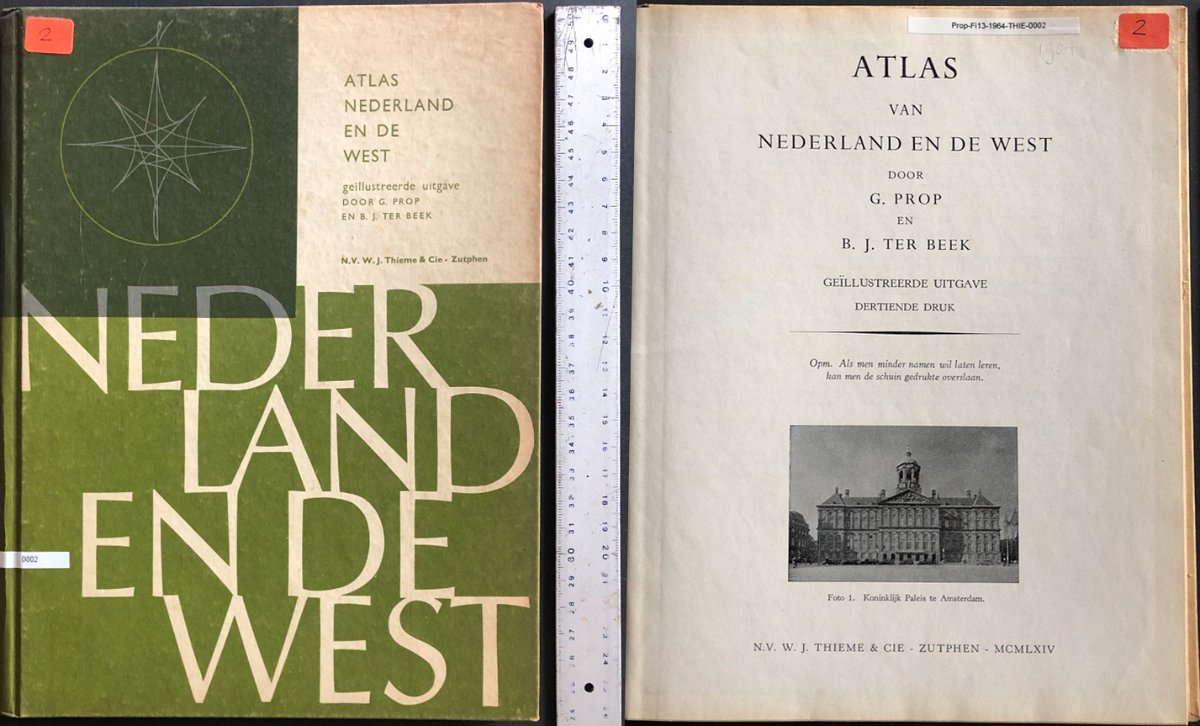 2
ATLAS
NEDERLAND
EN DE
WEST
geïllustreerde uitgave
DOOR G. PROP
EN B. J. TER BEEK
N.V. W. J. Thieme & Cie - Zutphen
NEDER
LAND
EN DE
WEST
0002
Prop-Fi13-1964-THIE-0002
2
ATLAS
VAN
NEDERLAND EN DE WEST
DOOR
G. PROP
EN
B. J. TER BEEK
GEÏLLUSTREERDE UITGAVE
DERTIENDE DRUK
Opm. Als men minder namen wil laten leren,
kan men de schuin gedrukte overslaan.
Foto 1. Koninklijk Paleis te Amsterdam.
N.V. W. J. THIEME & CIE - ZUTPHEN - MCMLXIV